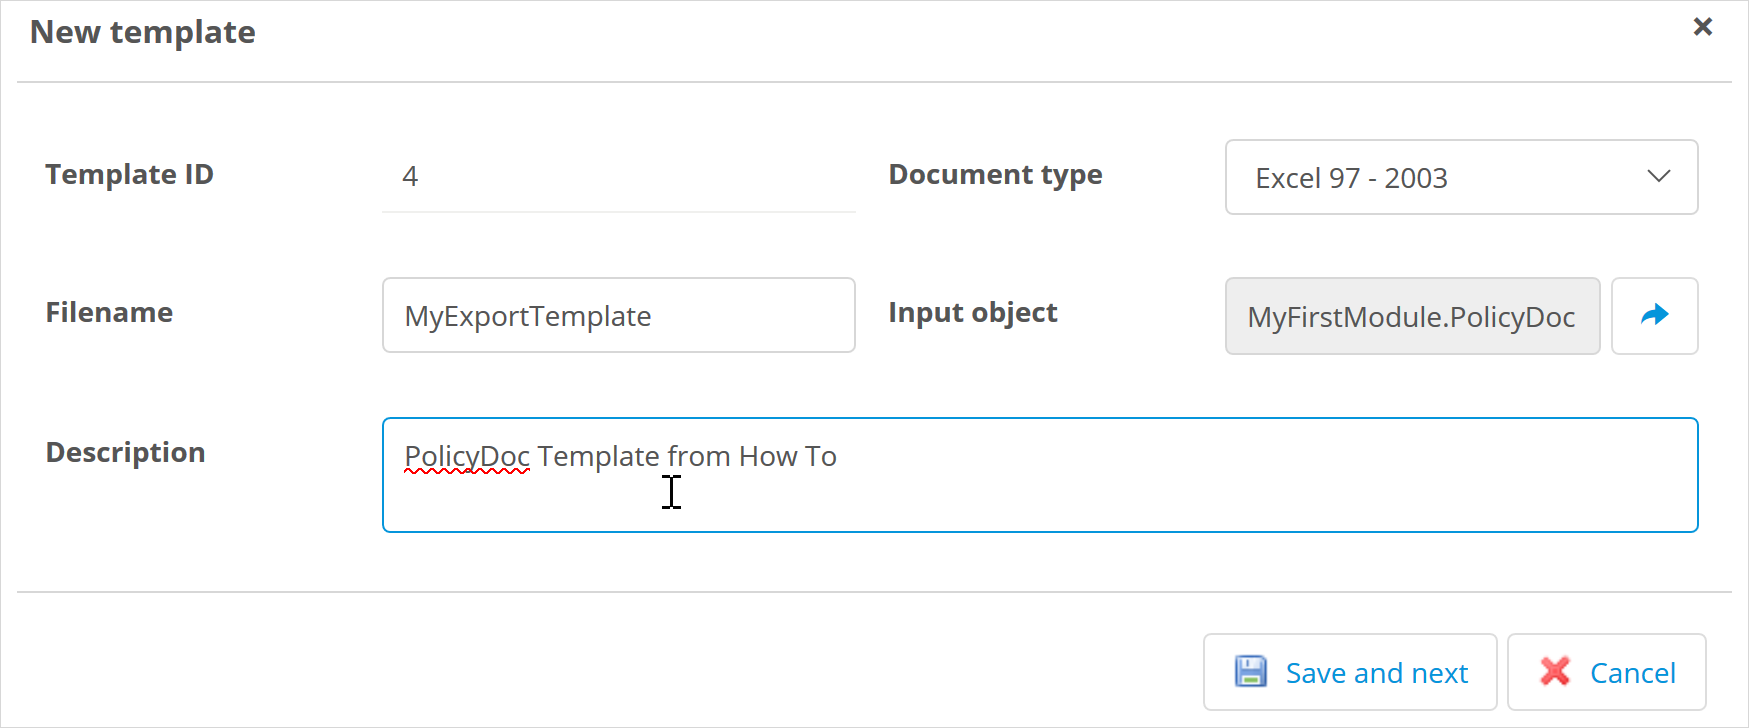 New template
Template ID 4 Document type Excel 97 - 2003
Filename MyExportTemplate Input object MyFirstModule.PolicyDoc
Description PolicyDoc Template from How To
Save and next Cancel